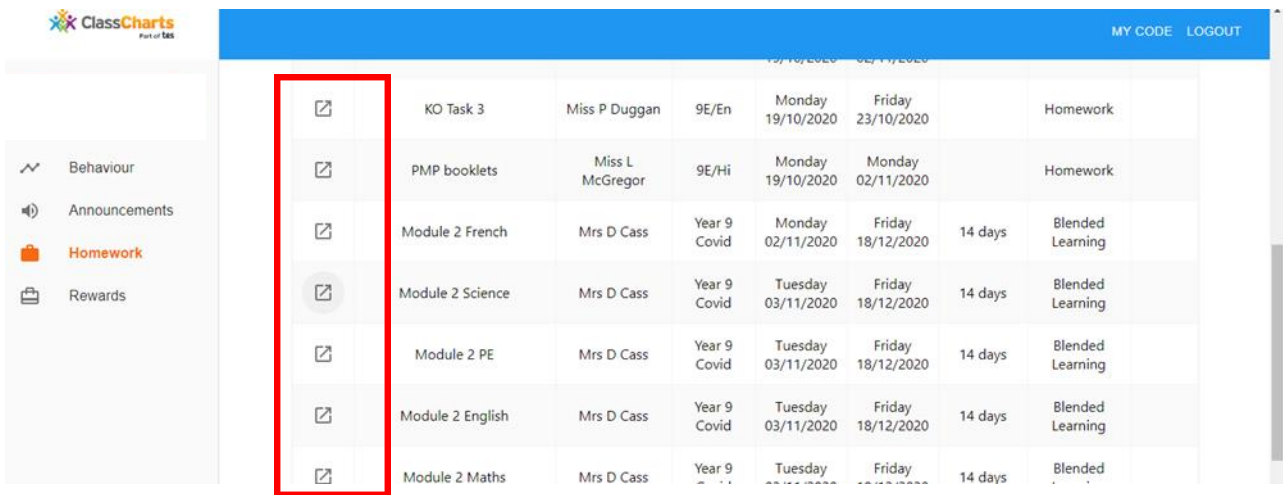 ClassCharts
Part of tes
MY CODE LOGOUT
Behaviour
Announcements
Homework
Rewards
KO Task 3 Miss P Duggan 9E/En Monday 19/10/2020 Friday 23/10/2020 Homework
PMP booklets Miss L McGregor 9E/Hi Monday 19/10/2020 Monday 02/11/2020 Homework
Module 2 French Mrs D Cass Year 9 Covid Monday 02/11/2020 Friday 18/12/2020 14 days Blended Learning
Module 2 Science Mrs D Cass Year 9 Covid Tuesday 03/11/2020 Friday 18/12/2020 14 days Blended Learning
Module 2 PE Mrs D Cass Year 9 Covid Tuesday 03/11/2020 Friday 18/12/2020 14 days Blended Learning
Module 2 English Mrs D Cass Year 9 Covid Tuesday 03/11/2020 Friday 18/12/2020 14 days Blended Learning
Module 2 Maths Mrs D Cass Year 9 Tuesday Friday 14 days Blended